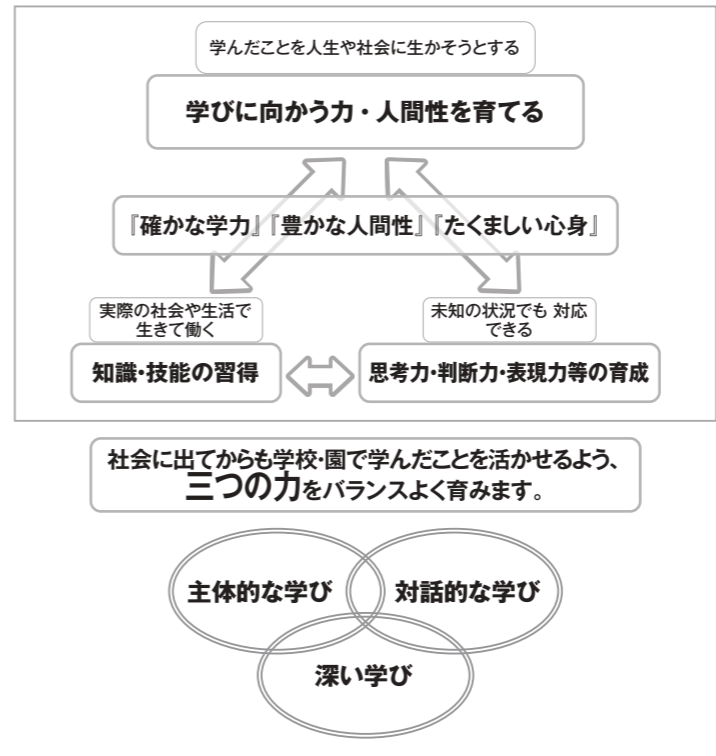 学んだことを人生や社会に生かそうとする
学びに向かう力・人間性を育てる
『確かな学力』『豊かな人間性』『たくましい心身』
実際の社会や生活で
生きて働く
知識・技能の習得
未知の状況でも 対応
できる
思考力・判断力・表現力等の育成
社会に出てからも学校・園で学んだことを活かせるよう、
三つの力をバランスよく育みます。
主体的な学び
対話的な学び
深い学び